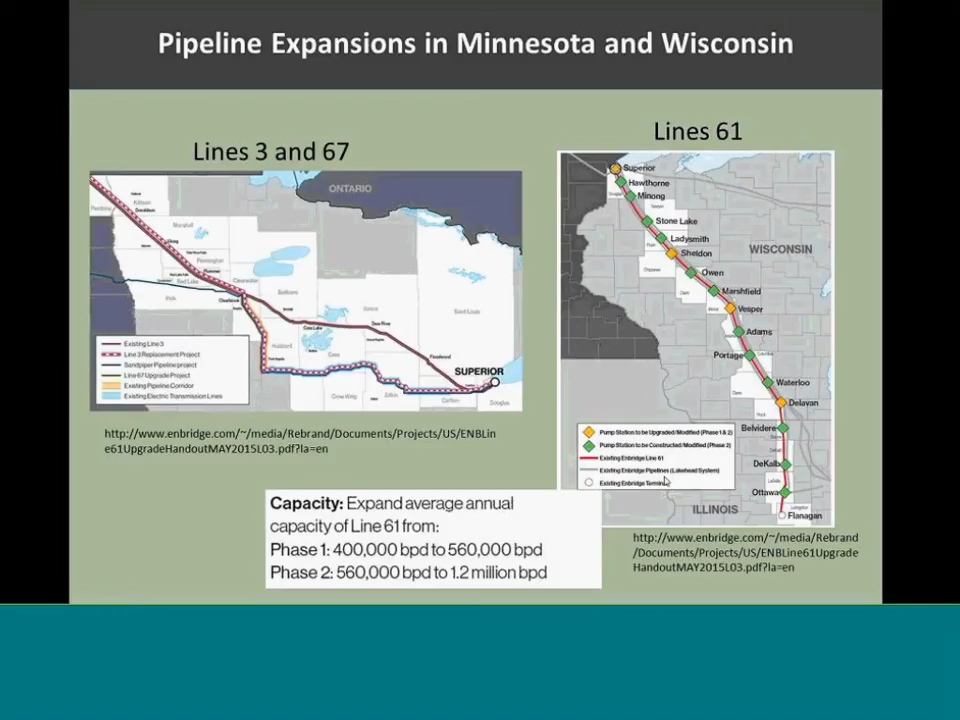 Pipeline Expansions in Minnesota and Wisconsin
Lines 3 and 67
ONTARIO
SUPERIOR
Existing Line 3
Line 3 Replacement Project
Sandpiper Pipeline project
Line 67 Upgrade Project
Existing Pipeline Corridor
Existing Electric Transmission Lines
http://www.enbridge.com/~/media/Rebrand/Documents/Projects/US/ENBLin
e61UpgradeHandoutMAY2015L03.pdf?la=en
Lines 61
Superior
Hawthorne
Minong
Stone Lake
Ladysmith
Sheldon
WISCONSIN
Owen
Marshfield
Vesper
Adams
Portage
Waterloo
Delavan
Belvidere
DeKalb
Ottawa
ILLINOIS
Flanagan
Pump Station to be Upgraded/Modified (Phase 1 & 2)
Pump Station to be Constructed/Modified (Phase 2)
Existing Enbridge Line 61
Existing Enbridge Pipelines (Lakehead System)
Existing Enbridge
http://www.enbridge.com/~/media/Rebrand
/Documents/Projects/US/ENBLine61Upgrade
HandoutMAY2015L03.pdf?la=en
Capacity: Expand average annual
capacity of Line 61 from:
Phase 1: 400,000 bpd to 560,000 bpd
Phase 2: 560,000 bpd to 1.2 million bpd